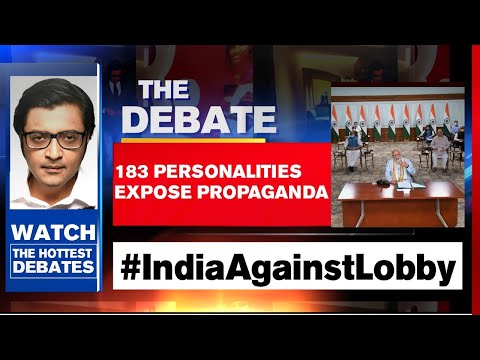 THE
DEBATE
183 PERSONALITIES
EXPOSE PROPAGANDA
WATCH
THE HOTTEST
DEBATES
#IndiaAgainstLobby